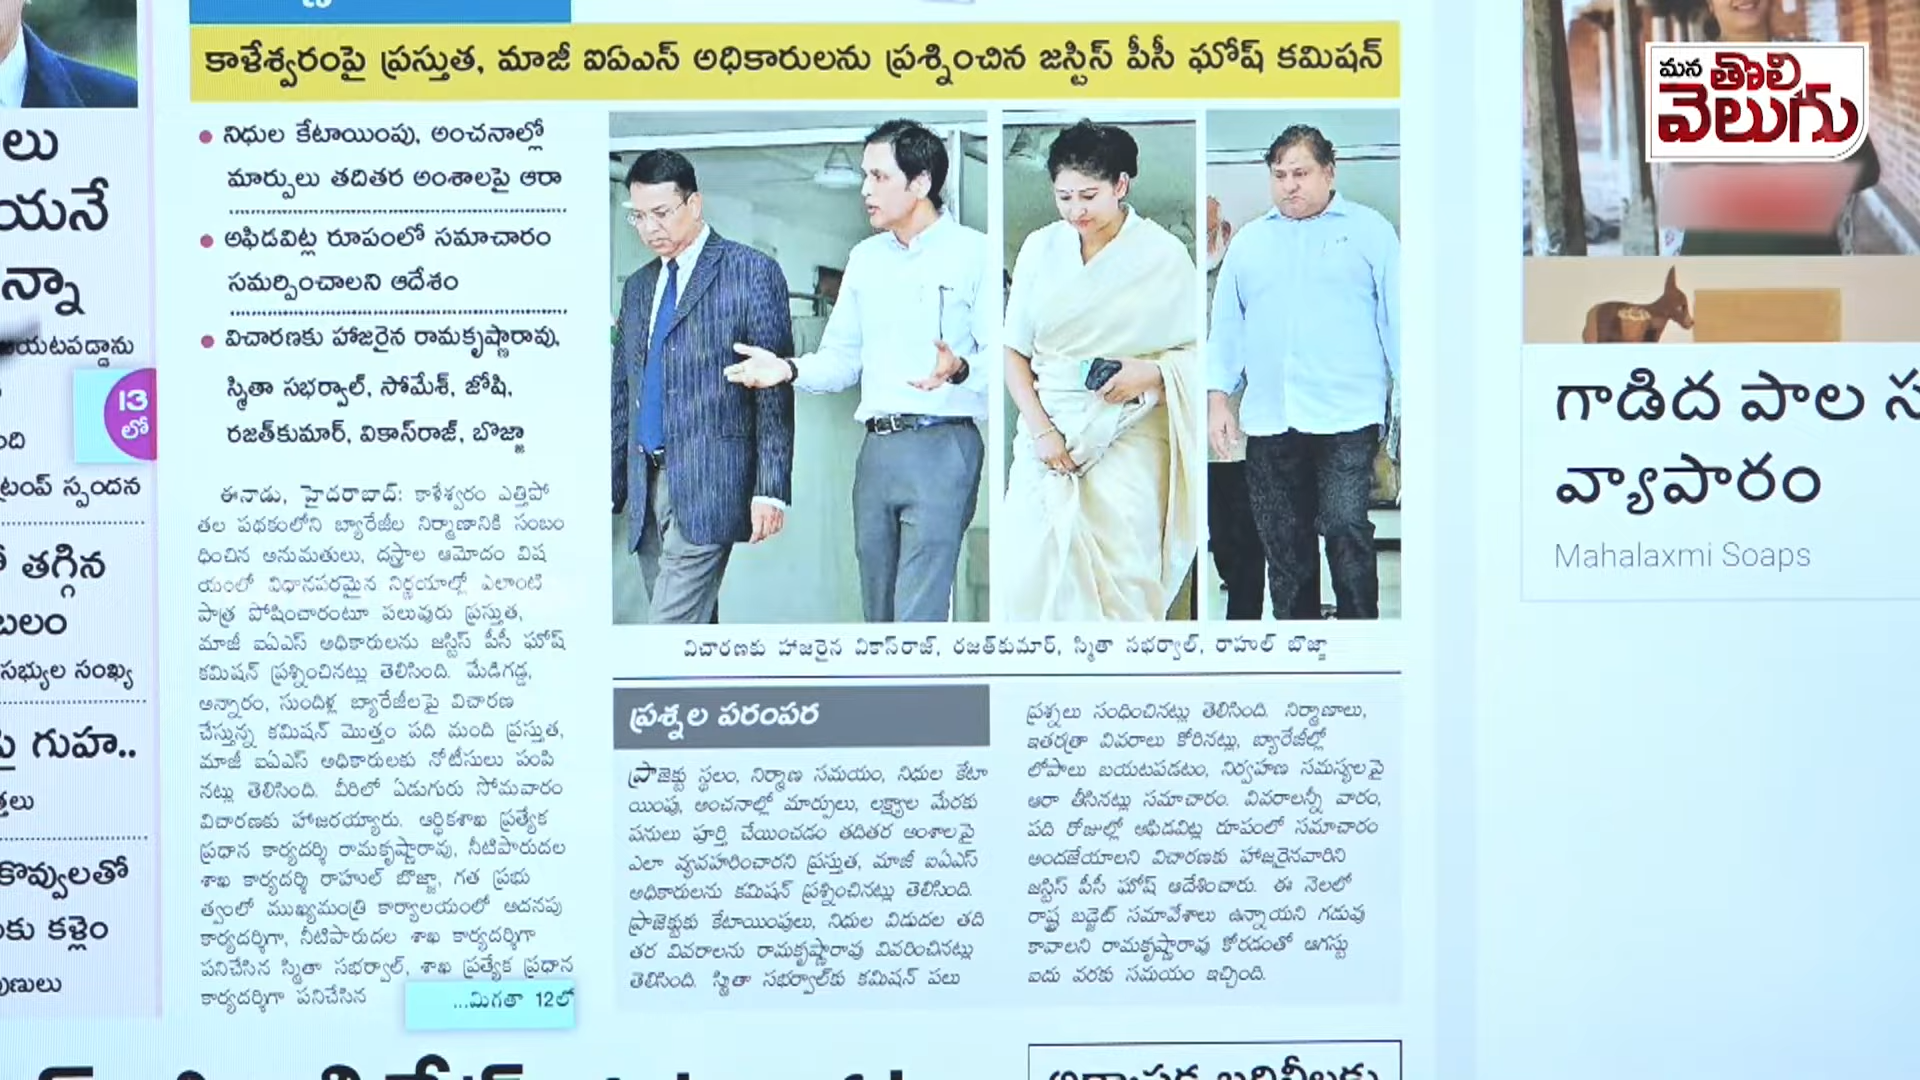 కాళేశ్వరంపై ప్రస్తుత, మాజీ ఐఏఎస్ అధికారులను ప్రశ్నించిన జస్టిస్ పీసీ ఘోష్ కమిషన్
నిధుల కేటాయింపు, అంచనాల్లో
మార్పులు తదితర అంశాలపై ఆరా
అఫిడవిట్ల రూపంలో సమాచారం
సమర్పించాలని ఆదేశం
విచారణకు హాజరైన రామకృష్ణారావు,
స్మితా సభర్వాల్, సోమేశ్, జోషి,
రజత్‌కుమార్, వికాస్‌రాజ్, బొజ్జా
ఈనాడు, హైదరాబాద్: కాళేశ్వరం ఎత్తిపో
తల పథకంలోని బ్యారేజీల నిర్మాణానికి సంబం
ధించిన అనుమతులు, దస్త్రాల ఆమోదం విష
యంలో విధానపరమైన నిర్ణయాల్లో ఎలాంటి
పాత్ర పోషించారంటూ పలువురు ప్రస్తుత,
మాజీ ఐఏఎస్ అధికారులను జస్టిస్ పీసీ ఘోష్
కమిషన్ ప్రశ్నించినట్లు తెలిసింది. మేడిగడ్డ,
అన్నారం, సుందిళ్ల బ్యారేజీలపై విచారణ
చేస్తున్న కమిషన్ మొత్తం పది మంది ప్రస్తుత,
మాజీ ఐఏఎస్ అధికారులకు నోటీసులు పంపి
నట్లు తెలిసింది. వీరిలో ఏడుగురు సోమవారం
విచారణకు హాజరయ్యారు. ఆర్థికశాఖ ప్రత్యేక
ప్రధాన కార్యదర్శి రామకృష్ణారావు, నీటిపారుదల
శాఖ కార్యదర్శి రాహుల్ బొజ్జా, గత ప్రభు
త్వంలో ముఖ్యమంత్రి కార్యాలయంలో అదనపు
కార్యదర్శిగా, నీటిపారుదల శాఖ కార్యదర్శిగా
పనిచేసిన స్మితా సభర్వాల్, శాఖ ప్రత్యేక ప్రధాన
కార్యదర్శిగా పనిచేసిన
...మిగతా 12లో
విచారణకు హాజరైన వికాస్‌రాజ్, రజత్‌కుమార్, స్మితా సభర్వాల్, రాహుల్ బొజ్జా
ప్రశ్నల పరంపర
ప్రాజెక్టు స్థలం, నిర్మాణ సమయం, నిధుల కేటా
యింపు, అంచనాల్లో మార్పులు, లక్ష్యాల మేరకు
పనులు పూర్తి చేయించడం తదితర అంశాలపై
ఎలా వ్యవహరించారని ప్రస్తుత, మాజీ ఐఏఎస్
అధికారులను కమిషన్ ప్రశ్నించినట్లు తెలిసింది.
ప్రాజెక్టుకు కేటాయింపులు, నిధుల విడుదల తది
తర వివరాలను రామకృష్ణారావు వివరించినట్లు
తెలిసింది. స్మితా సభర్వాల్‌కు కమిషన్ పలు
ప్రశ్నలు సంధించినట్లు తెలిసింది. నిర్మాణాలు,
ఇతరత్రా వివరాలు కోరినట్లు, బ్యారేజీల్లో
లోపాలు బయటపడటం, నిర్వహణ సమస్యలపై
ఆరా తీసినట్లు సమాచారం. వివరాలన్నీ వారం,
పది రోజుల్లో అఫిడవిట్ల రూపంలో సమాచారం
అందజేయాలని విచారణకు హాజరైనవారిని
జస్టిస్ పీసీ ఘోష్ ఆదేశించారు. ఈ నెలలో
రాష్ట్ర బడ్జెట్ సమావేశాలు ఉన్నాయని గడువు
కావాలని రామకృష్ణారావు కోరడంతో ఆగస్టు
ఐదు వరకు సమయం ఇచ్చింది.
లు
యనే
న్నా
బయటపడ్డాను
13
లో
ట్రంప్ స్పందన
తగ్గిన
బలం
సభ్యుల సంఖ్య
గుహ..
కొవ్వులతో
కు కళ్లెం
మన తొలి
వెలుగు
గాడిద పాల
వ్యాపారం
Mahalaxmi Soaps